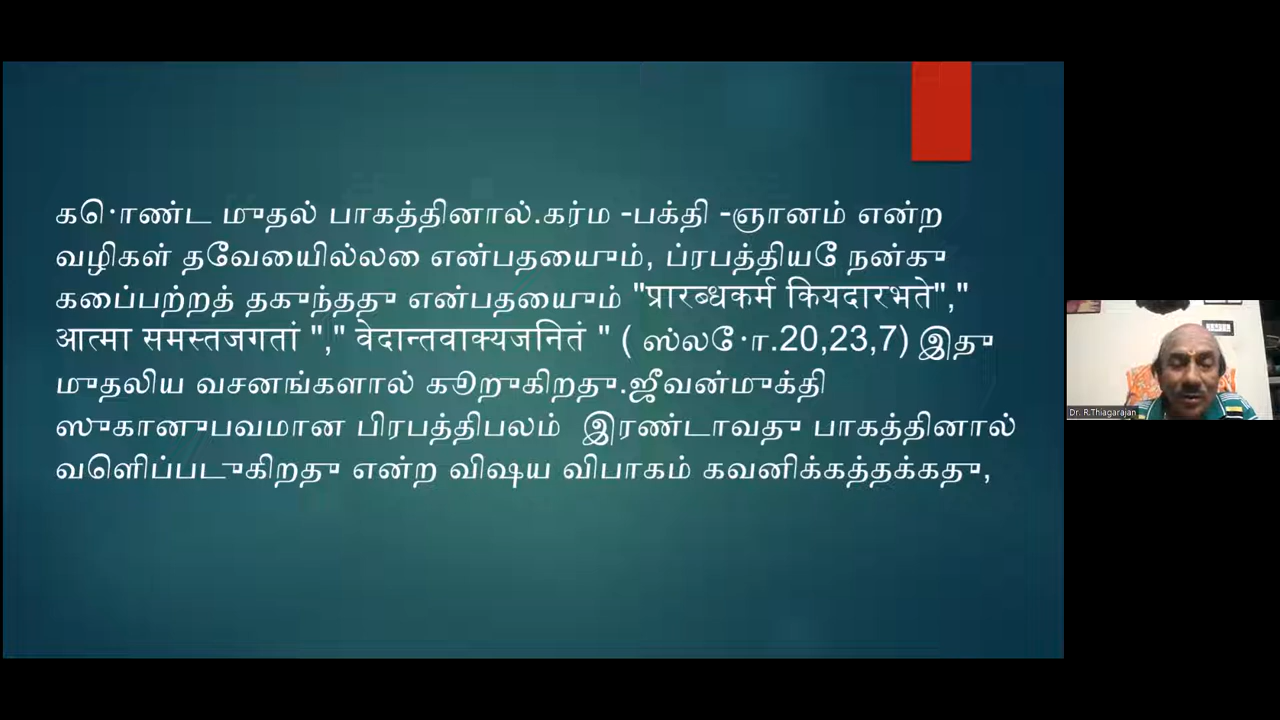 கொண்ட முதல் பாகத்தினால்.கர்ம -பக்தி -ஞானம் என்ற
வழிகள் தேவையில்லை என்பதையும், ப்ரபத்தியே நன்கு
கைப்பற்றத் தகுந்தது என்பதையும் "प्रारब्धकर्म कियदारभते","
आत्मा समस्तजगतां "," वेदान्तवाक्यजनितं " ( ஸ்லோ.20,23,7) இது
முதலிய வசனங்களால் கூறுகிறது.ஜீவன்முக்தி
ஸுகானுபவமான பிரபத்திபலம் இரண்டாவது பாகத்தினால்
வெளிப்படுகிறது என்ற விஷய விபாகம் கவனிக்கத்தக்கது,
Dr. R.Thiagarajan